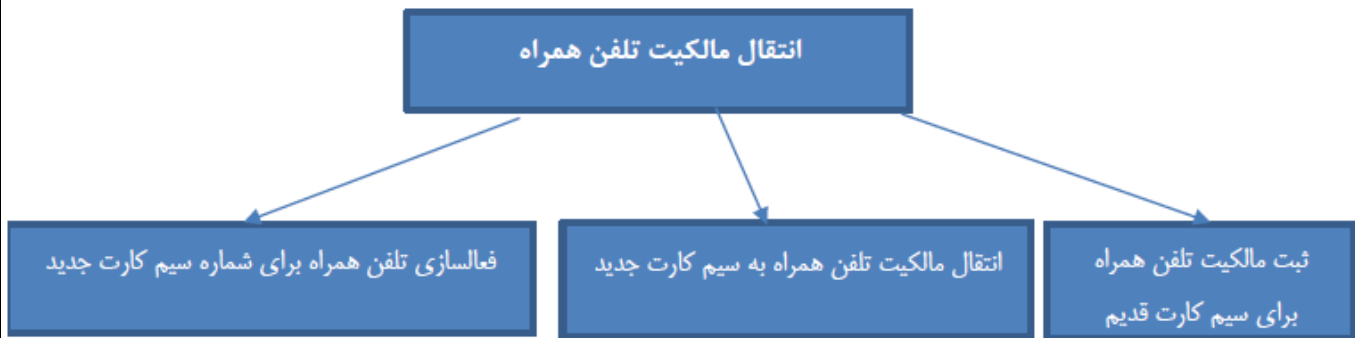 انتقال مالکیت تلفن همراه
ثبت مالکیت تلفن همراه
برای سیم کارت قدیم
انتقال مالکیت تلفن همراه به سیم کارت جدید
فعالسازی تلفن همراه برای شماره سیم کارت جدید